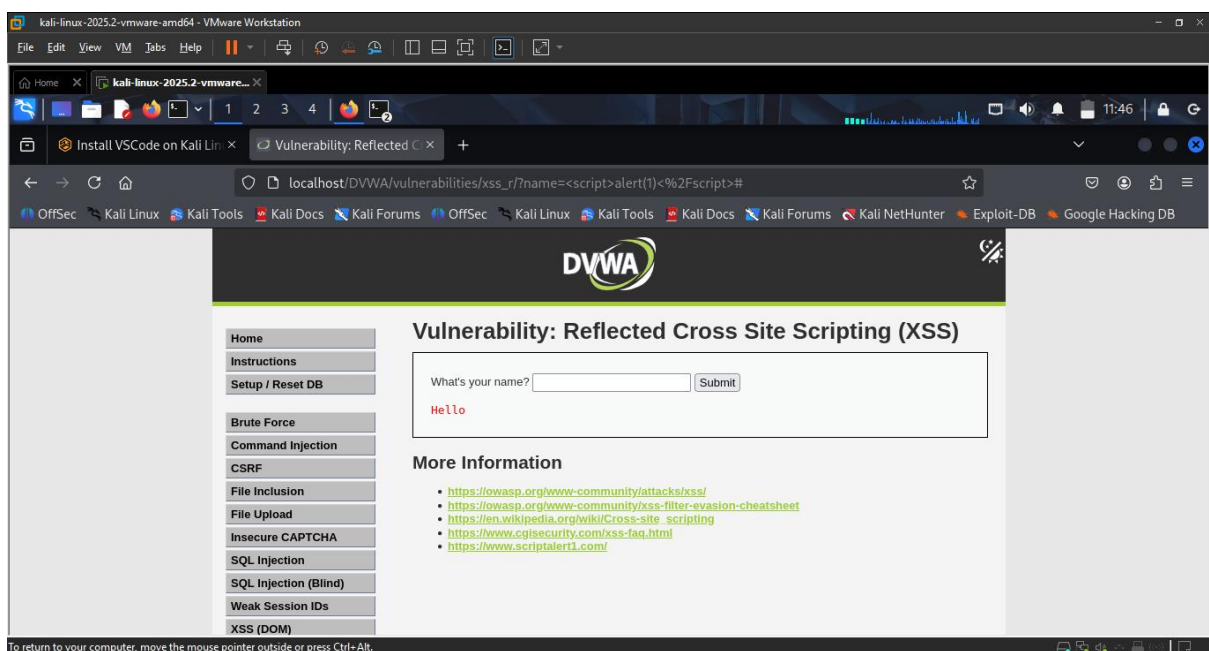 kali-linux-2025.2-vmware-amd64 - VMware Workstation
File Edit View VM Tabs Help
Home kali-linux-2025.2-vmware...
1 2 3 4 11:46
Install VSCode on Kali Lin Vulnerability: Reflected C
localhost/DVWA/vulnerabilities/xss_r/?name=<script>alert(1)<%2Fscript>#
OffSec Kali Linux Kali Tools Kali Docs Kali Forums OffSec Kali Linux Kali Tools Kali Docs Kali Forums Kali NetHunter Exploit-DB Google Hacking DB
DVWA
Vulnerability: Reflected Cross Site Scripting (XSS)
Home
Instructions
Setup / Reset DB
Brute Force
Command Injection
CSRF
File Inclusion
File Upload
Insecure CAPTCHA
SQL Injection
SQL Injection (Blind)
Weak Session IDs
XSS (DOM)
What's your name? Submit
Hello
More Information
https://owasp.org/www-community/attacks/xss/
https://owasp.org/www-community/xss-filter-evasion-cheatsheet
https://en.wikipedia.org/wiki/Cross-site_scripting
https://www.cgisecurity.com/xss-faq.html
https://www.scriptalert1.com/
To return to your computer, move the mouse pointer outside or press Ctrl+Alt.